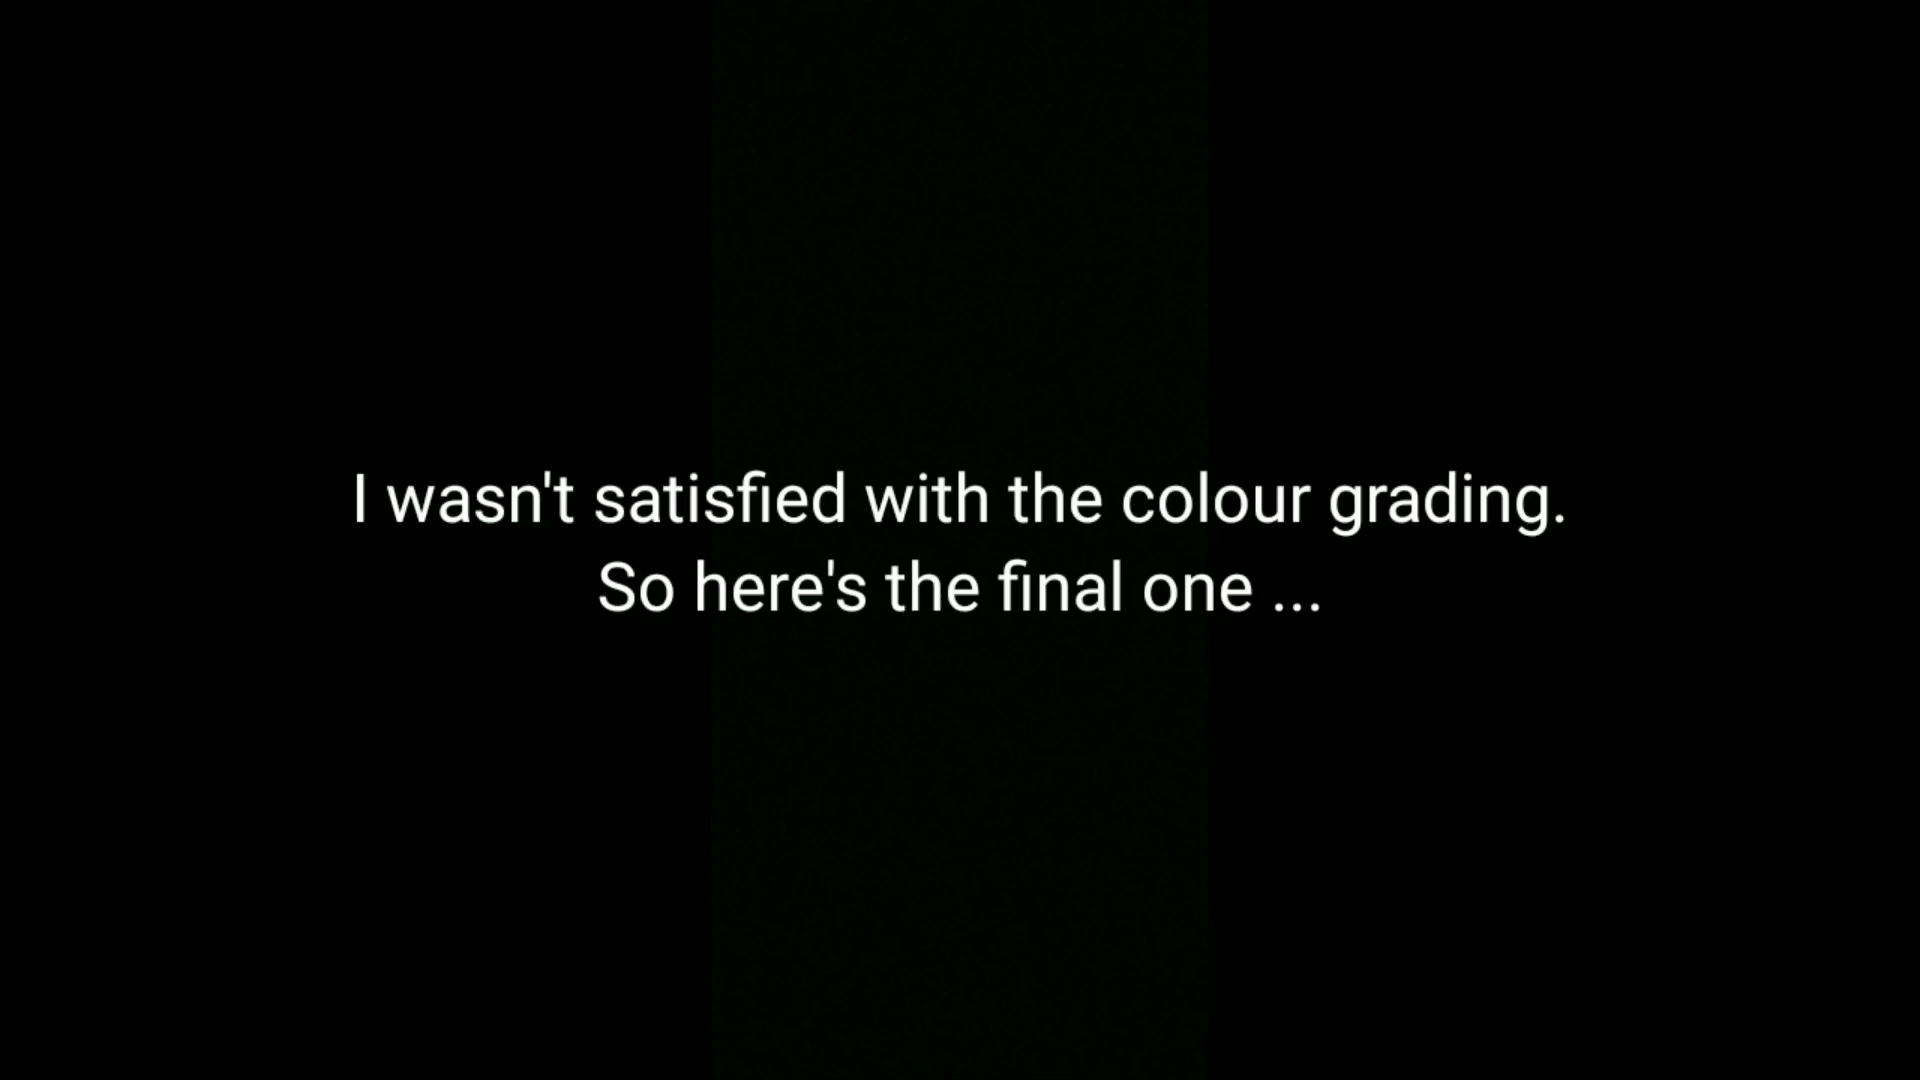 I wasn't satisfied with the colour grading.
So here's the final one ...